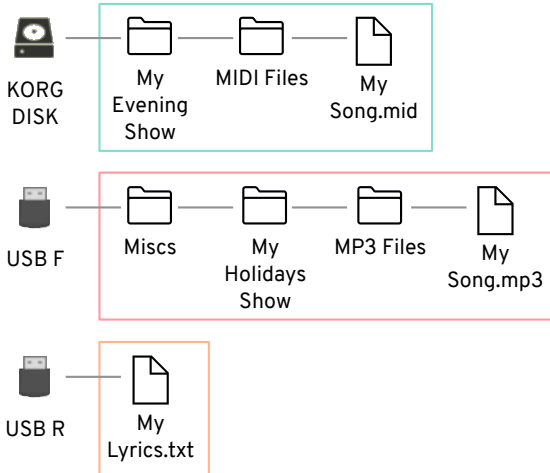 KORG
DISK
My
Evening
Show
MIDI Files
My
Song.mid
USB F
Miscs
My
Holidays
Show
MP3 Files
My
Song.mp3
USB R
My
Lyrics.txt